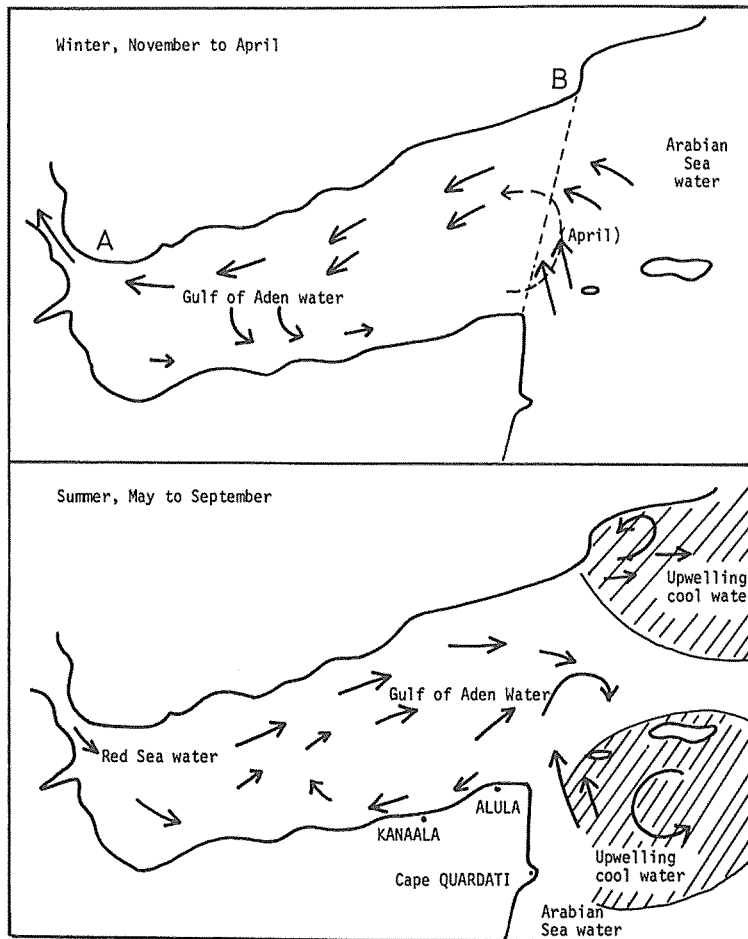 Winter, November to April
B
Arabian
Sea
water
(April)
A
Gulf of Aden water
Summer, May to September
Upwelling
cool water
Gulf of Aden Water
Red Sea water
ALULA
KANAALA
Cape QUARDATI
Upwelling
cool water
Arabian
Sea water